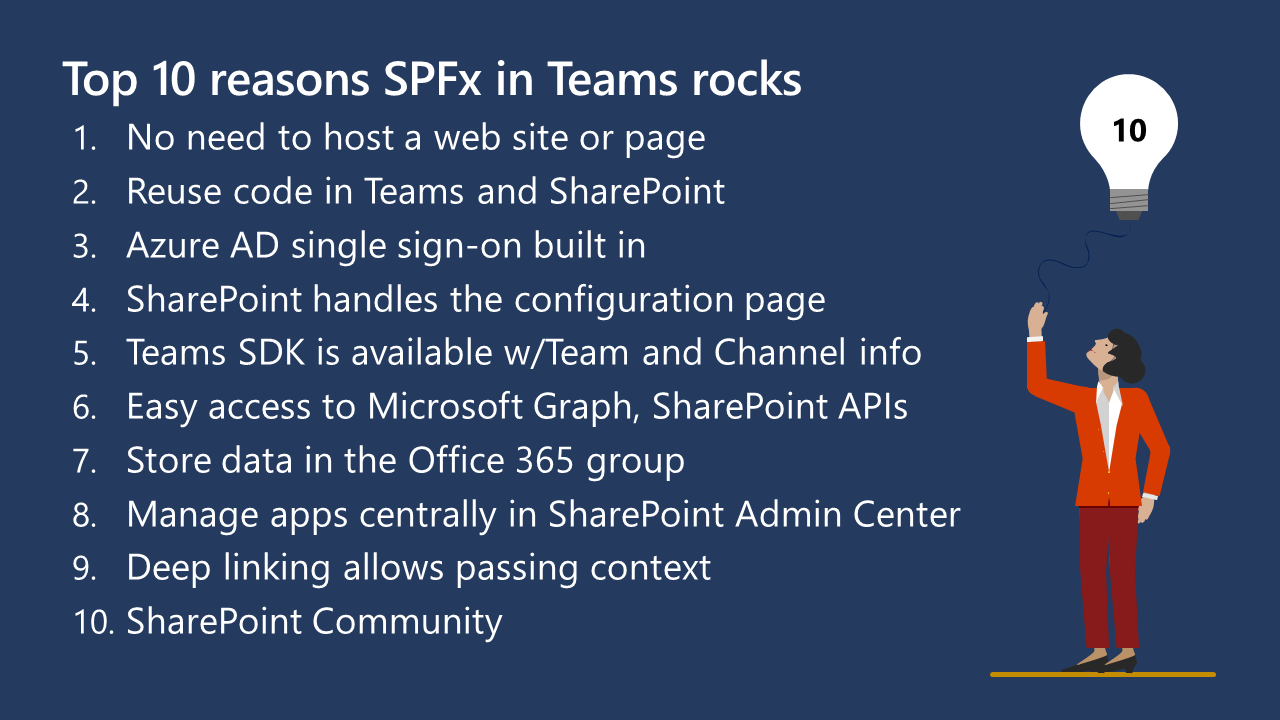 Top 10 reasons SPFx in Teams rocks
1. No need to host a web site or page
2. Reuse code in Teams and SharePoint
3. Azure AD single sign-on built in
4. SharePoint handles the configuration page
5. Teams SDK is available w/Team and Channel info
6. Easy access to Microsoft Graph, SharePoint APIs
7. Store data in the Office 365 group
8. Manage apps centrally in SharePoint Admin Center
9. Deep linking allows passing context
10. SharePoint Community
10